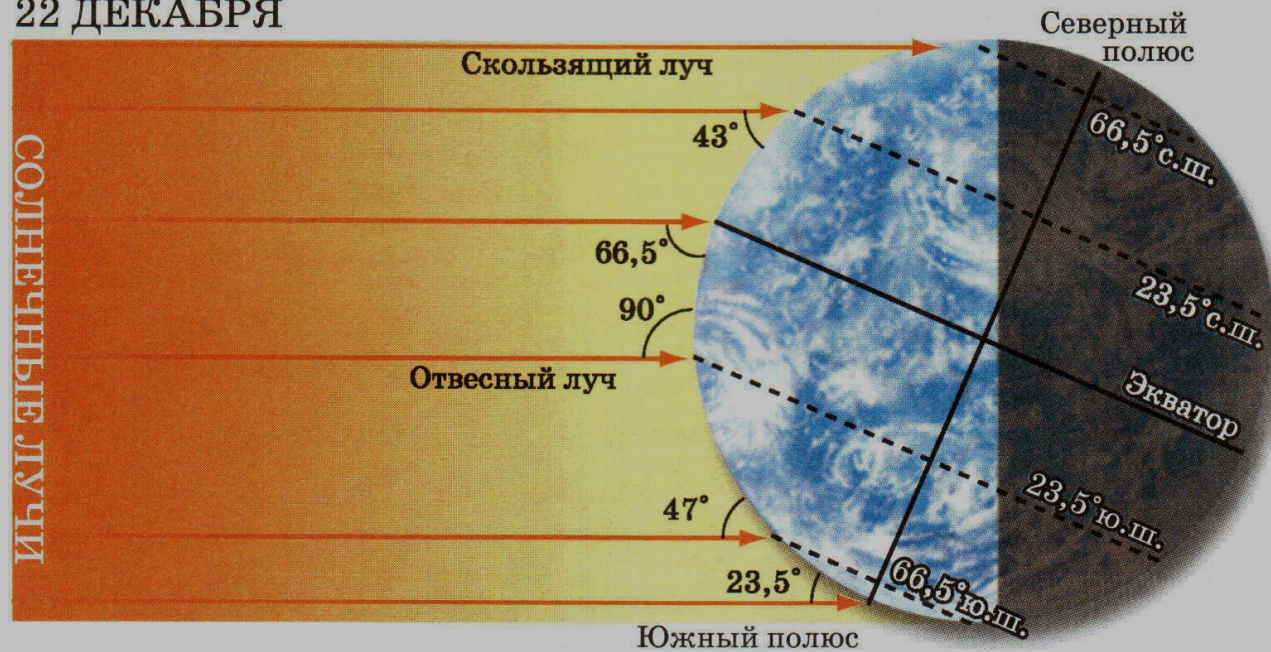 22 ДЕКАБРЯ
Северный
полюс
Скользящий луч
43°
66,5°с.ш.
66,5°
23,5°с.ш.
90°
Отвесный луч
Экватор
СОЛНЕЧНЫЕ ЛУЧИ
47°
23,5°ю.ш.
23,5°
66,5°ю.ш.
Южный полюс